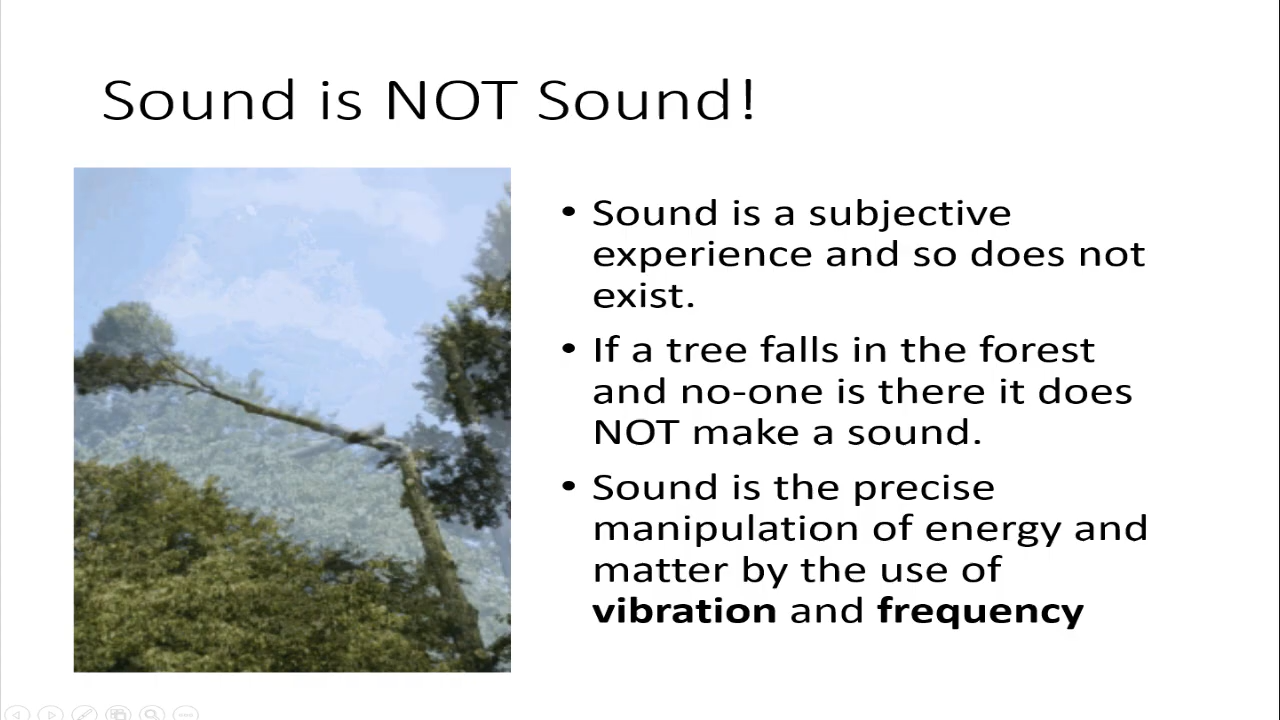 Sound is NOT Sound!
• Sound is a subjective
experience and so does not
exist.
• If a tree falls in the forest
and no-one is there it does
NOT make a sound.
• Sound is the precise
manipulation of energy and
matter by the use of
vibration and frequency